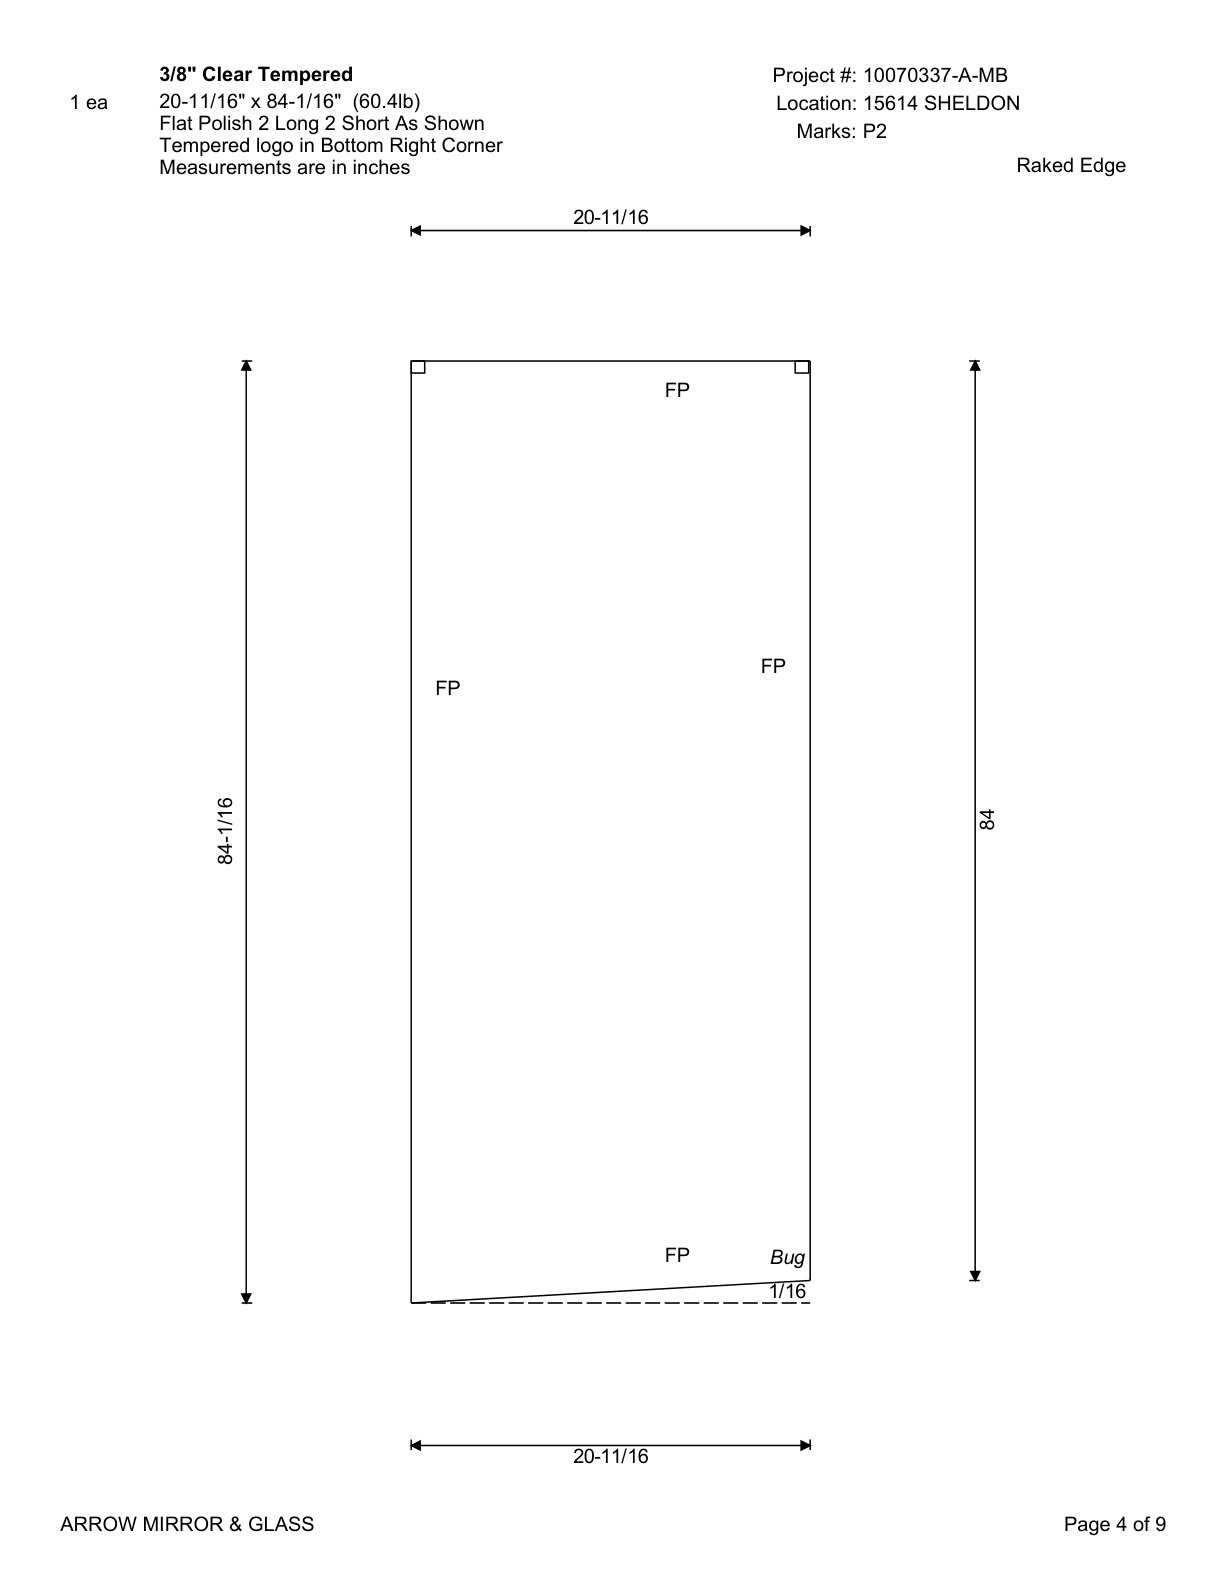 3/8" Clear Tempered
1 ea 20-11/16" x 84-1/16" (60.4lb)
Flat Polish 2 Long 2 Short As Shown
Tempered logo in Bottom Right Corner
Measurements are in inches
Project #: 10070337-A-MB
Location: 15614 SHELDON
Marks: P2
Raked Edge
20-11/16
FP
FP
FP
84-1/16
84
FP
Bug
1/16
20-11/16
ARROW MIRROR & GLASS
Page 4 of 9